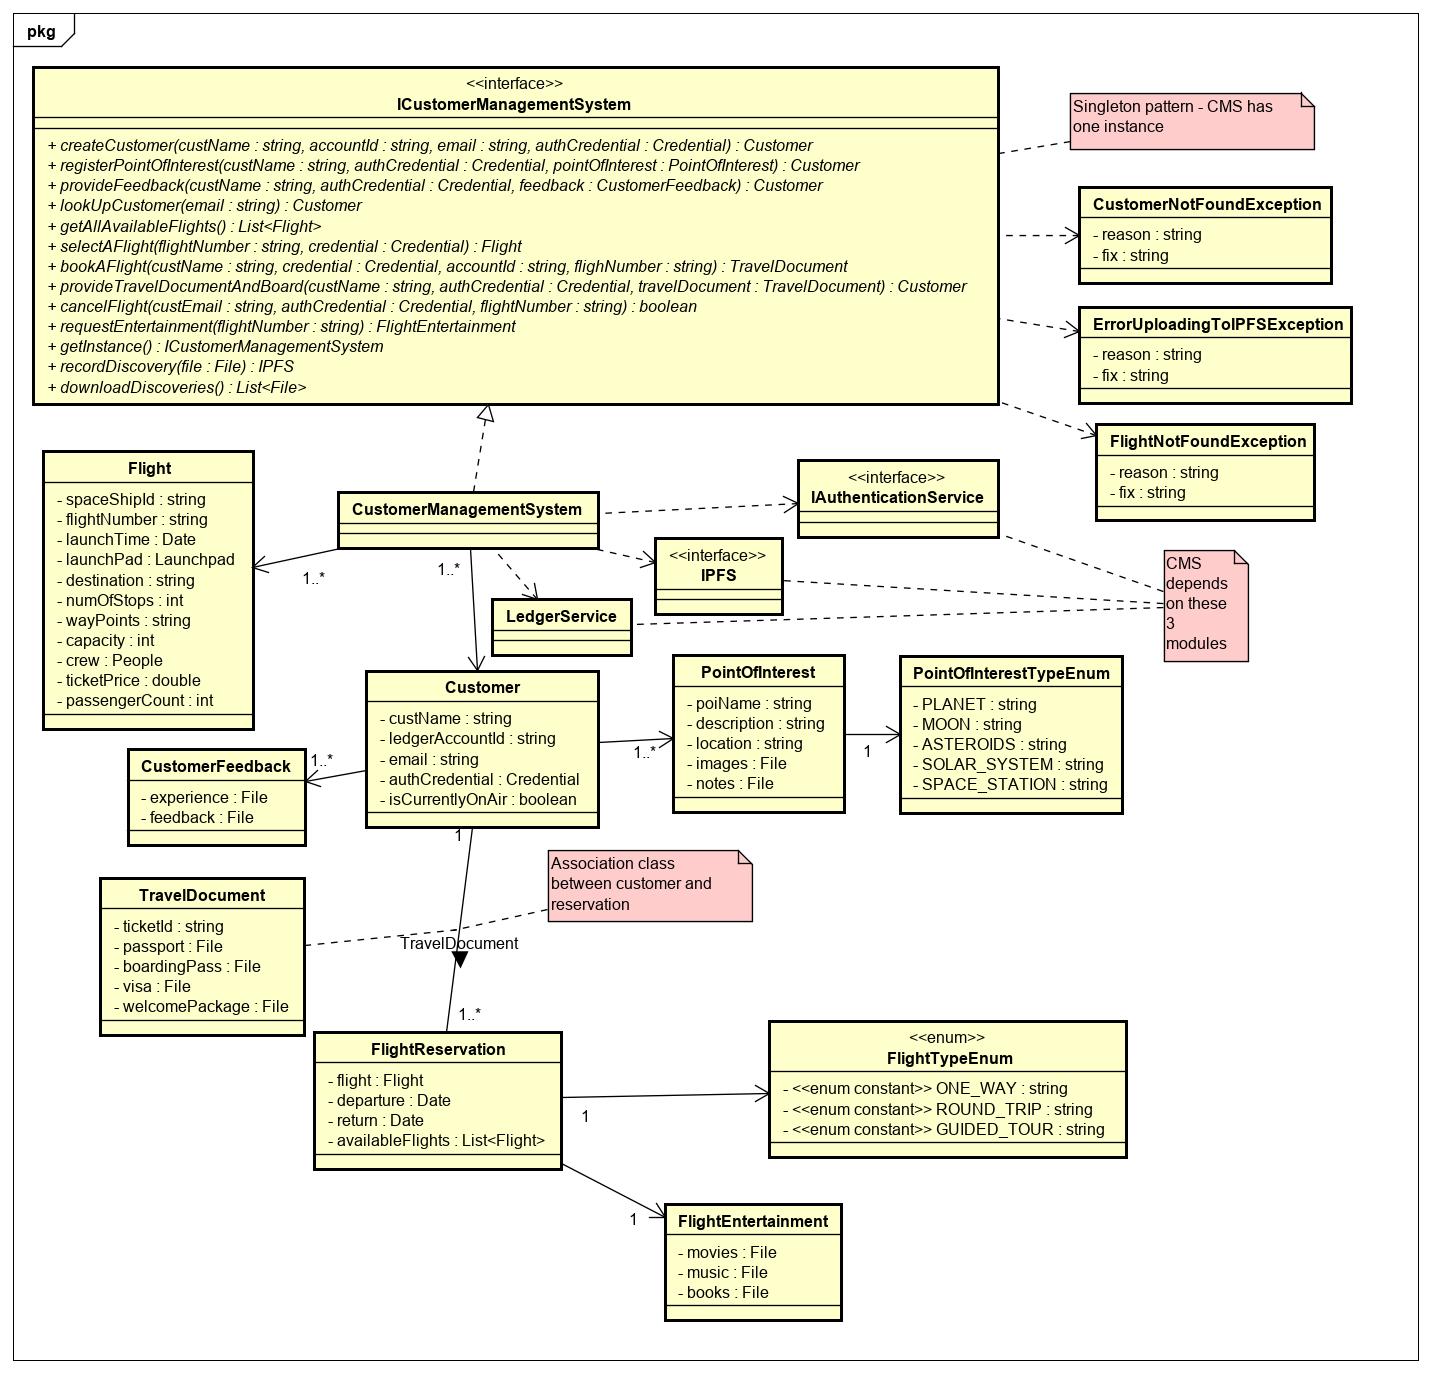 pkg
<<interface>>
ICustomerManagementSystem
+ createCustomer(custName : string, accountId : string, email : string, authCredential : Credential) : Customer
+ registerPointOfInterest(custName : string, authCredential : Credential, pointOfInterest : PointOfInterest) : Customer
+ provideFeedback(custName : string, authCredential : Credential, feedback : CustomerFeedback) : Customer
+ lookUpCustomer(email : string) : Customer
+ getAllAvailableFlights() : List<Flight>
+ selectAFlight(flightNumber : string, credential : Credential) : Flight
+ bookAFlight(custName : string, credential : Credential, accountId : string, flighNumber : string) : TravelDocument
+ provideTravelDocumentAndBoard(custName : string, authCredential : Credential, travelDocument : TravelDocument) : Customer
+ cancelFlight(custEmail : string, authCredential : Credential, flightNumber : string) : boolean
+ requestEntertainment(flightNumber : string) : FlightEntertainment
+ getInstance() : ICustomerManagementSystem
+ recordDiscovery(file : File) : IPFS
+ downloadDiscoveries() : List<File>
Singleton pattern - CMS has
one instance
CustomerNotFoundException
- reason : string
- fix : string
ErrorUploadingToIPFSException
- reason : string
- fix : string
FlightNotFoundException
- reason : string
- fix : string
Flight
- spaceShipId : string
- flightNumber : string
- launchTime : Date
- launchPad : Launchpad
- destination : string
- numOfStops : int
- wayPoints : string
- capacity : int
- crew : People
- ticketPrice : double
- passengerCount : int
CustomerManagementSystem
1..*
1..*
<<interface>>
IAuthenticationService
<<interface>>
IPFS
LedgerService
CMS
depends
on these
3
modules
Customer
- custName : string
- ledgerAccountId : string
- email : string
- authCredential : Credential
- isCurrentlyOnAir : boolean
1..*
PointOfInterest
- poiName : string
- description : string
- location : string
- images : File
- notes : File
1
PointOfInterestTypeEnum
- PLANET : string
- MOON : string
- ASTEROIDS : string
- SOLAR_SYSTEM : string
- SPACE_STATION : string
1..*
CustomerFeedback
- experience : File
- feedback : File
1
Association class
between customer and
reservation
TravelDocument
- ticketId : string
- passport : File
- boardingPass : File
- visa : File
- welcomePackage : File
TravelDocument
1..*
FlightReservation
- flight : Flight
- departure : Date
- return : Date
- availableFlights : List<Flight>
1
<<enum>>
FlightTypeEnum
- <<enum constant>> ONE_WAY : string
- <<enum constant>> ROUND_TRIP : string
- <<enum constant>> GUIDED_TOUR : string
1
FlightEntertainment
- movies : File
- music : File
- books : File